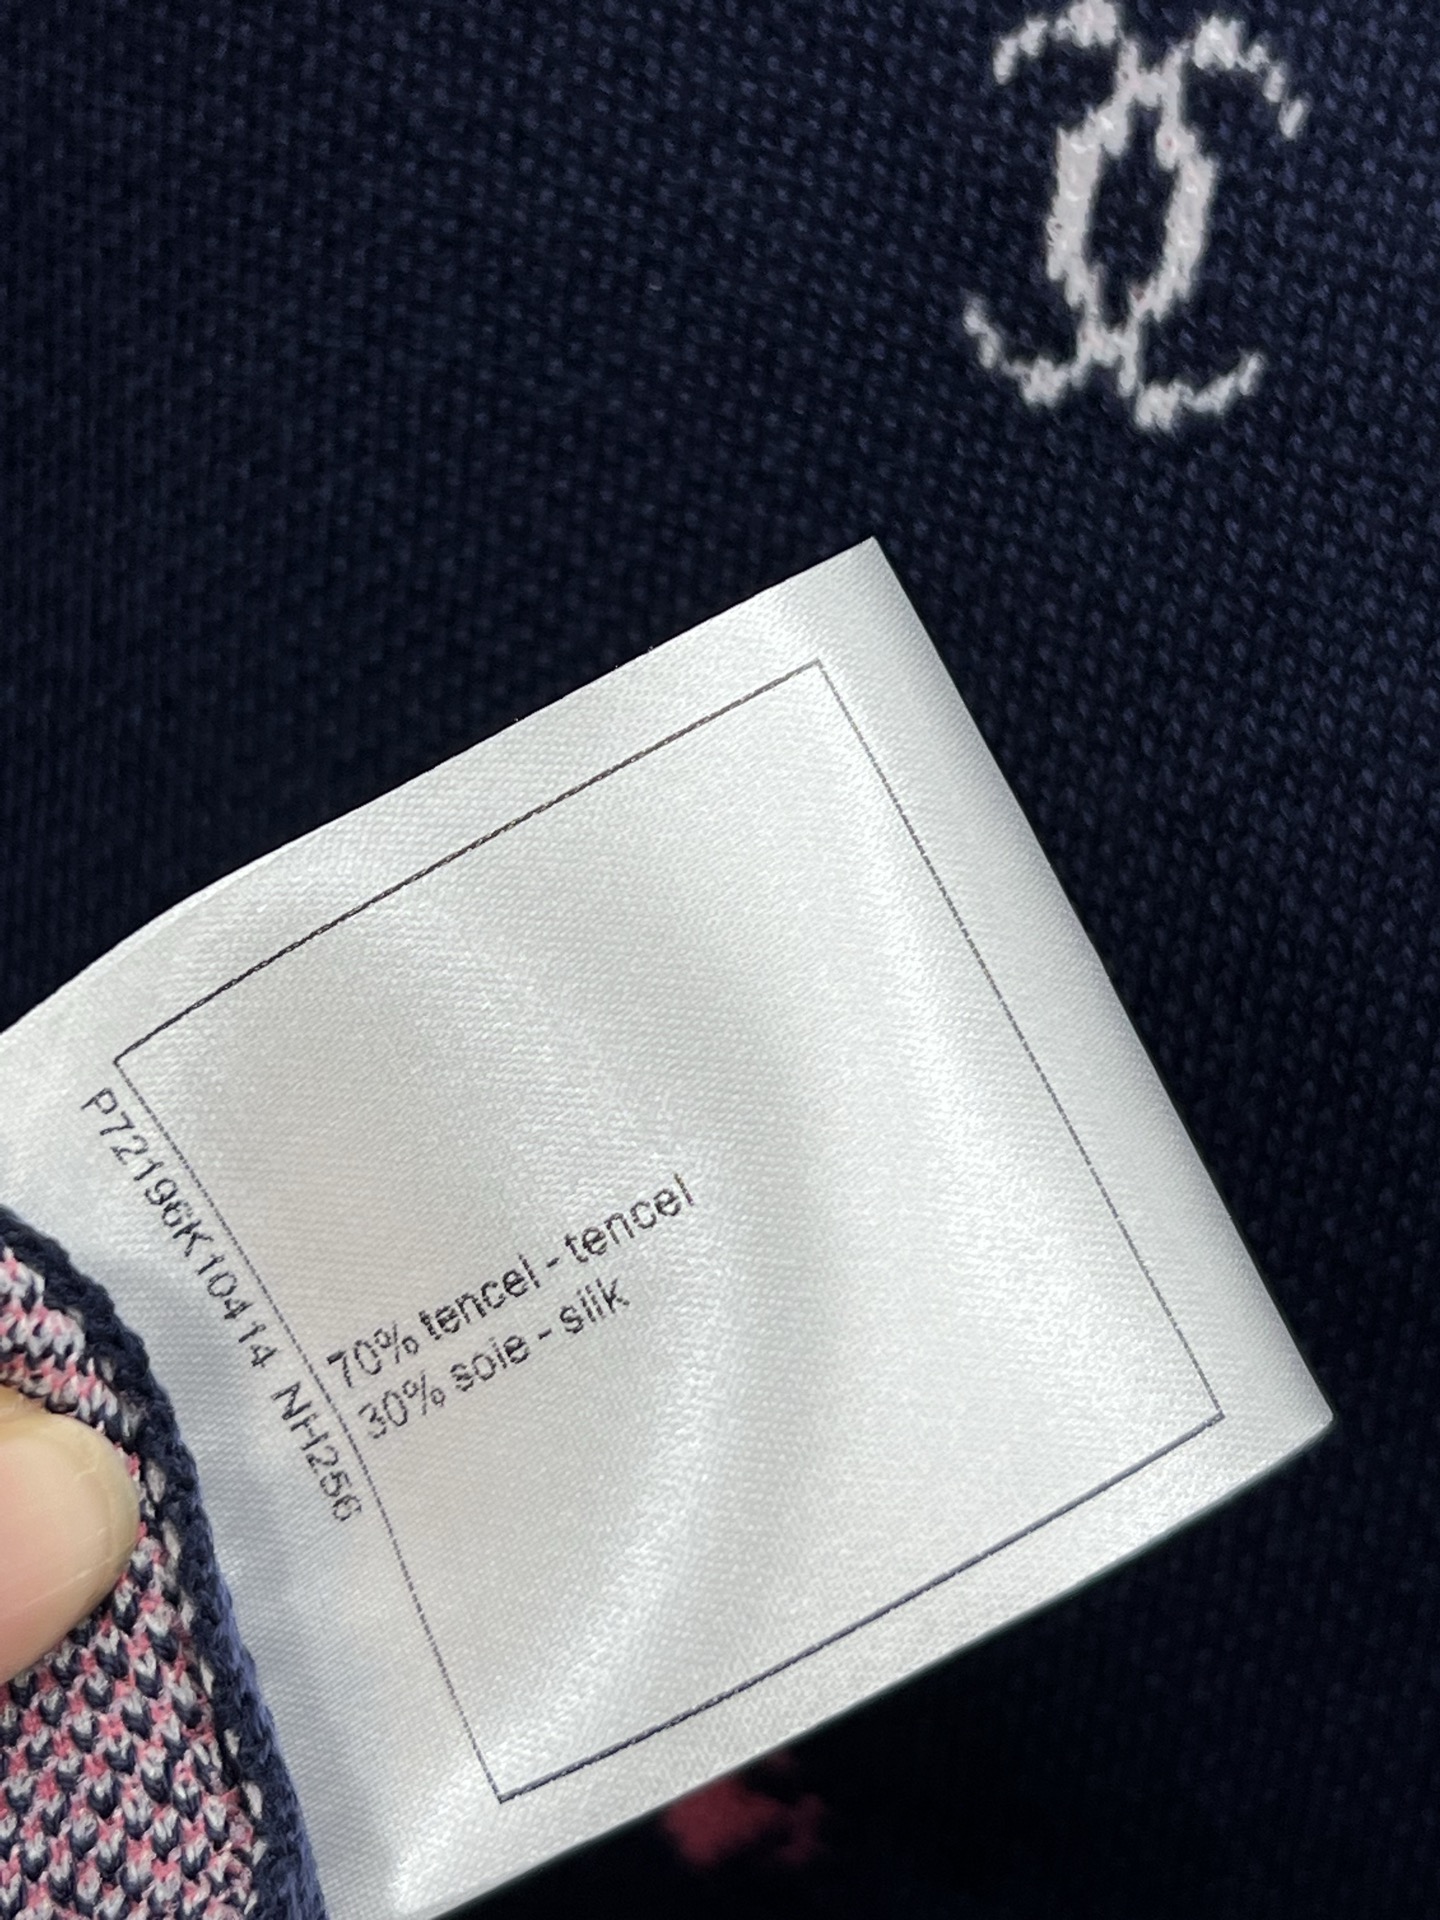 P72196K10414 NH256
70% tencel - tencel
30% soie - silk